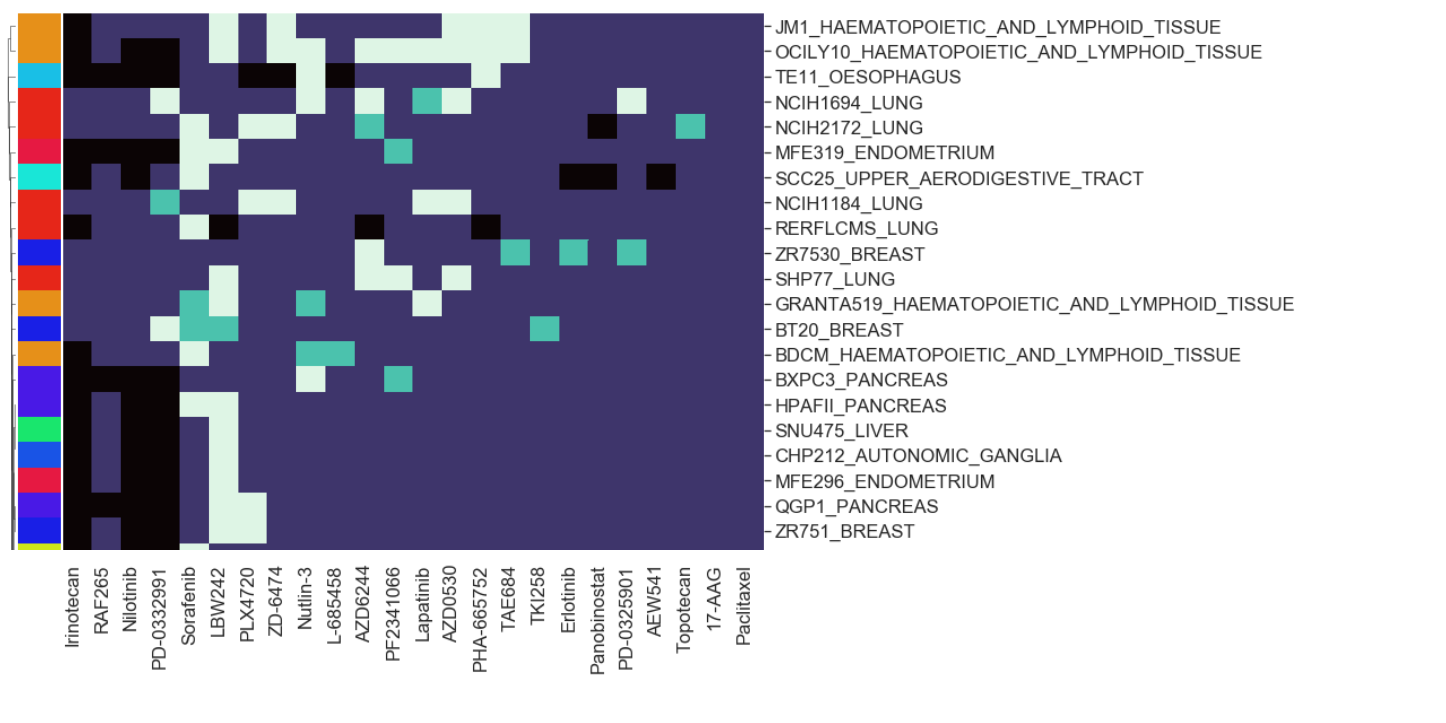 JM1_HAEMATOPOIETIC_AND_LYMPHOID_TISSUE
OCILY10_HAEMATOPOIETIC_AND_LYMPHOID_TISSUE
TE11_OESOPHAGUS
NCIH1694_LUNG
NCIH2172_LUNG
MFE319_ENDOMETRIUM
SCC25_UPPER_AERODIGESTIVE_TRACT
NCIH1184_LUNG
RERFLCMS_LUNG
ZR7530_BREAST
SHP77_LUNG
GRANTA519_HAEMATOPOIETIC_AND_LYMPHOID_TISSUE
BT20_BREAST
BDCM_HAEMATOPOIETIC_AND_LYMPHOID_TISSUE
BXPC3_PANCREAS
HPAFII_PANCREAS
SNU475_LIVER
CHP212_AUTONOMIC_GANGLIA
MFE296_ENDOMETRIUM
QGP1_PANCREAS
ZR751_BREAST
Irinotecan
RAF265
Nilotinib
PD-0332991
Sorafenib
LBW242
PLX4720
ZD-6474
Nutlin-3
L-685458
AZD6244
PF2341066
Lapatinib
AZD0530
PHA-665752
TAE684
TKI258
Erlotinib
Panobinostat
PD-0325901
AEW541
Topotecan
17-AAG
Paclitaxel